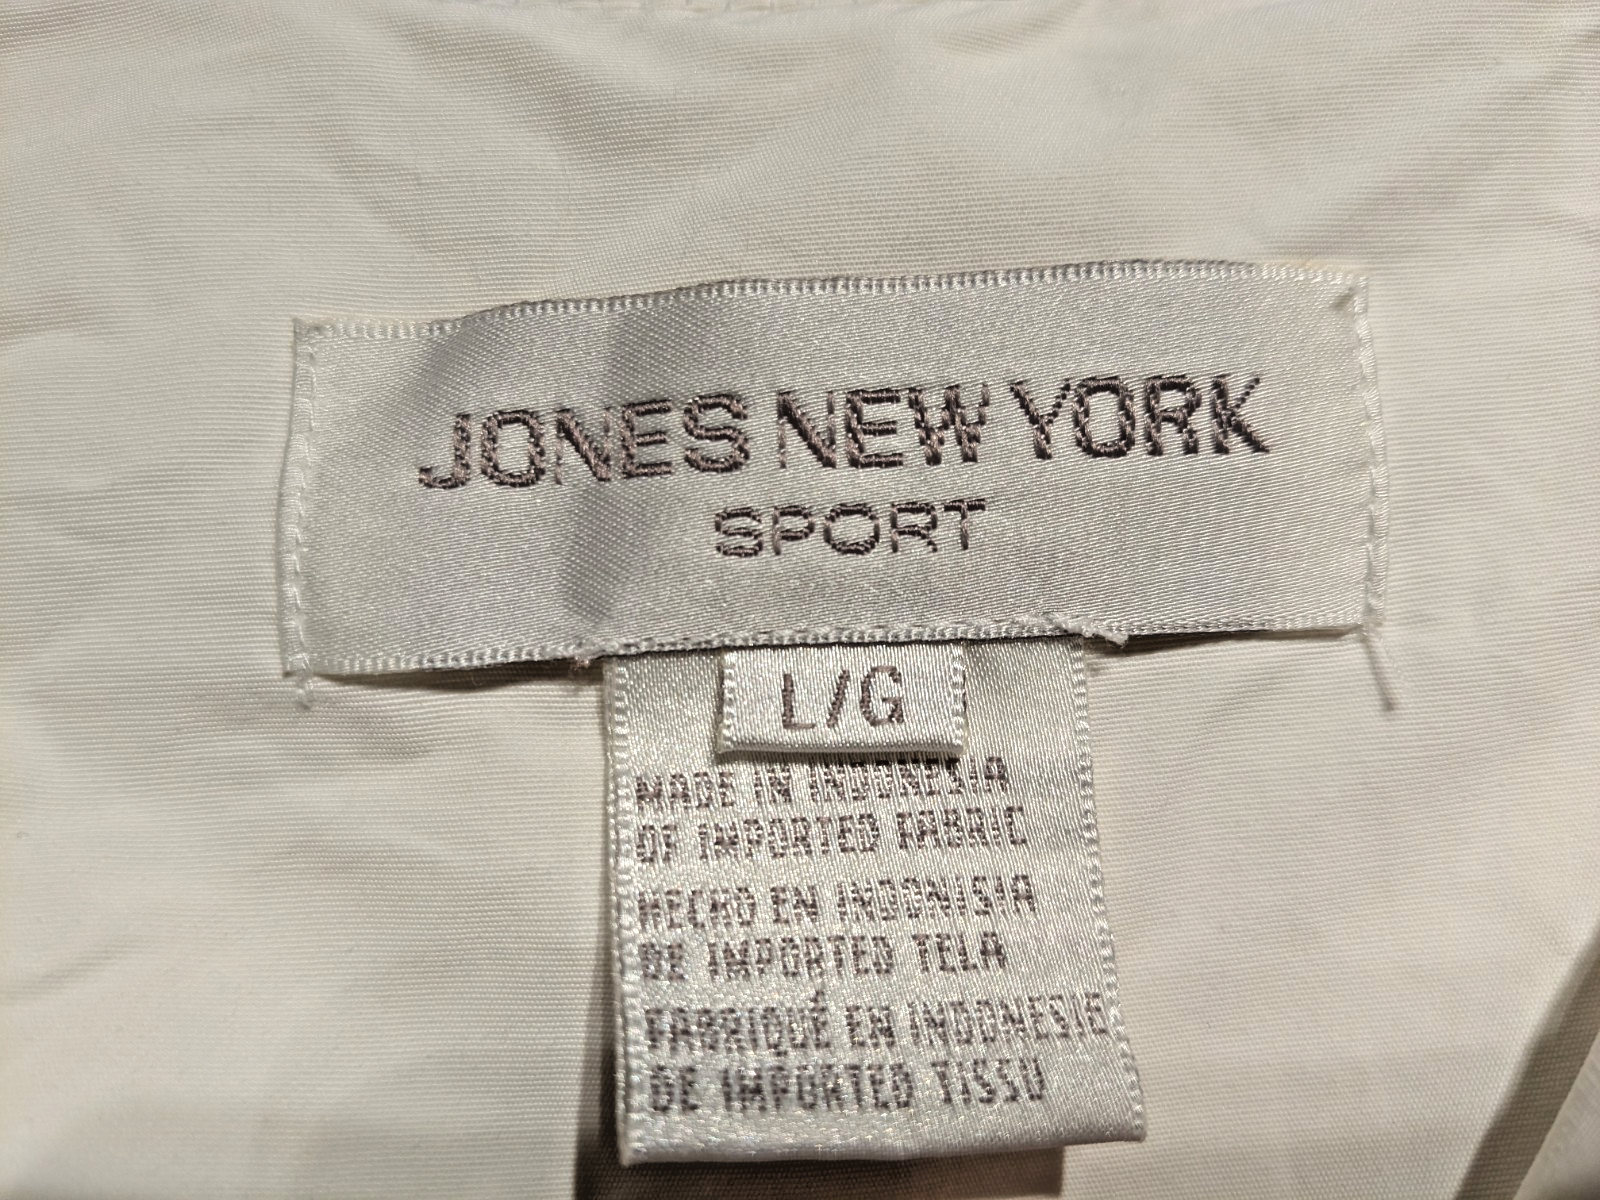 JONES NEW YORK
SPORT
L/G
MADE IN INDONESIA
OF IMPORTED FABRIC
HECHO EN INDONISIA
DE IMPORTED TELA
FABRIQUÉ EN INDONESIE
DE IMPORTED TISSU